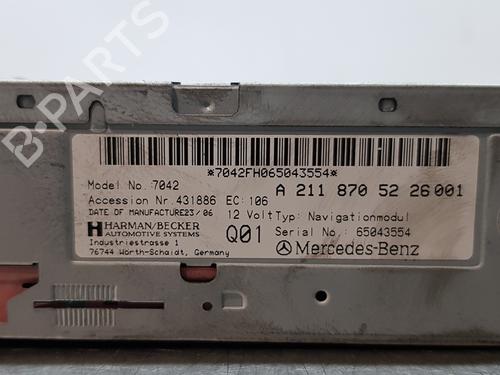 *7042FH065043554*
Model No. 7042
A 211 870 52 26 001
Accession Nr. 431886 EC: 106
DATE OF MANUFACTURE23/06
12 Volt Typ: Navigationmodul
HARMAN/BECKER
AUTOMOTIVE SYSTEMS
Q01
Serial No: 65043554
Industriestrasse 1
76744 Wörth-Schaidt, Germany
Mercedes-Benz
B-PARTS